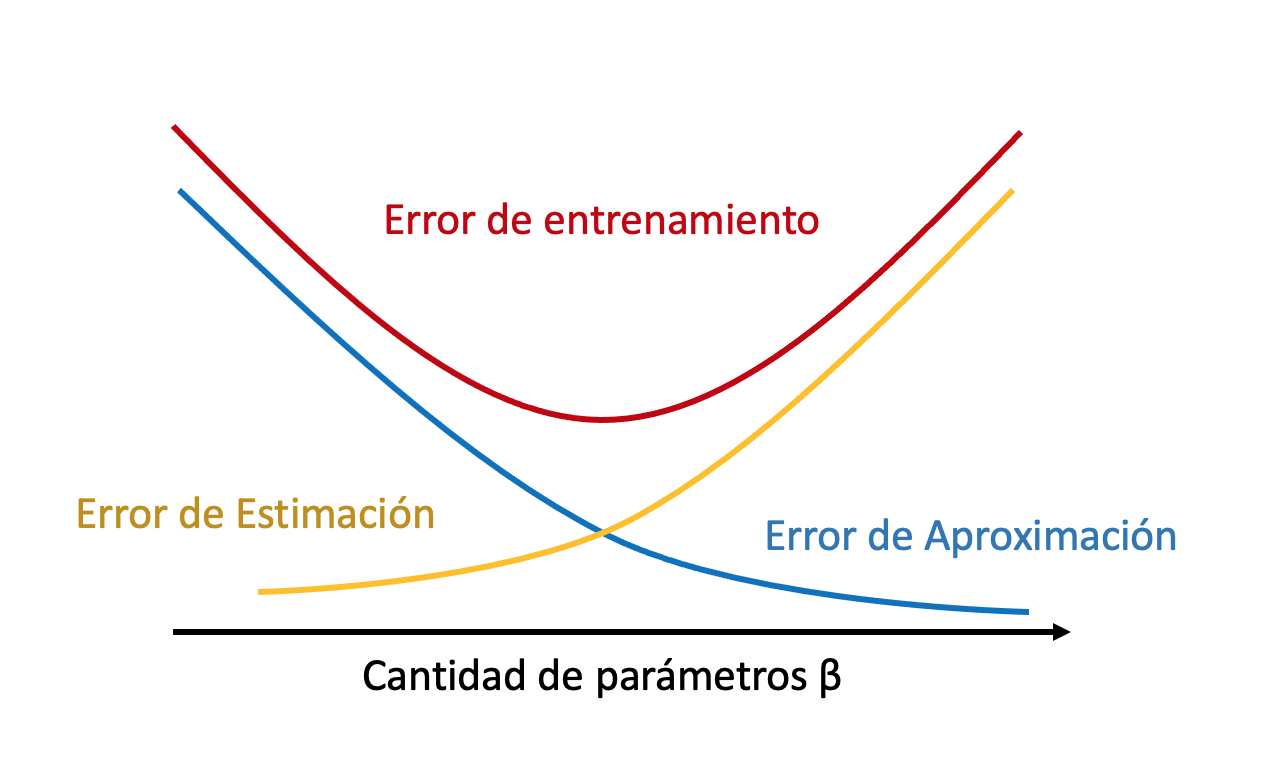 Error de entrenamiento
Error de Estimación
Error de Aproximación
Cantidad de parámetros β